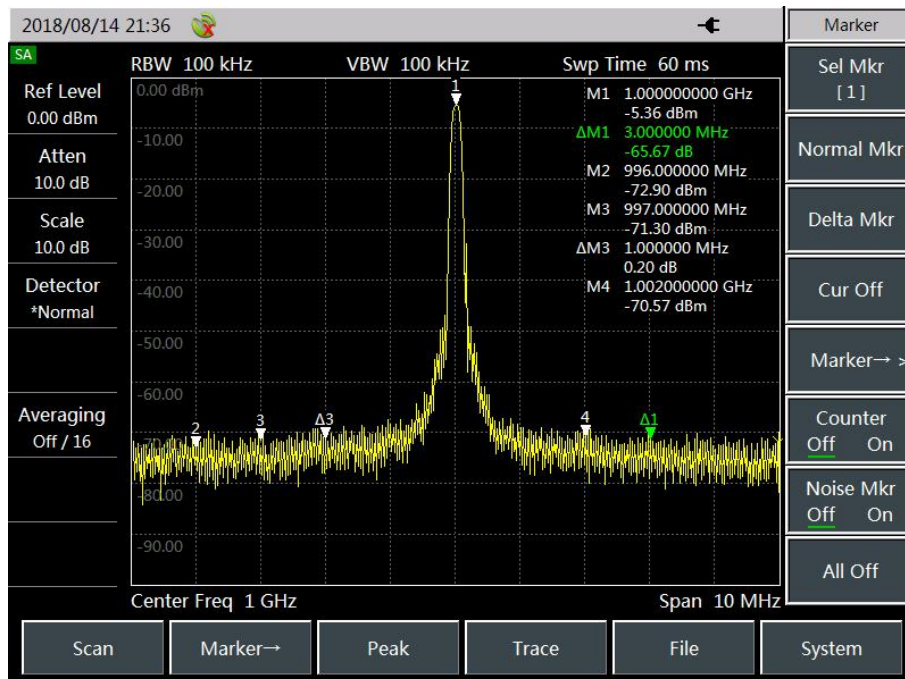 2018/08/14 21:36
Marker
SA
RBW 100 kHz
VBW 100 kHz
Swp Time 60 ms
Ref Level
0.00 dBm
Atten
10.0 dB
Scale
10.0 dB
Detector
*Normal
Averaging
Off / 16
0.00 dBm
-10.00
-20.00
-30.00
-40.00
-50.00
-60.00
-70.00
-80.00
-90.00
1
2
3
Δ3
4
Δ1
M1 1.000000000 GHz
-5.36 dBm
ΔM1 3.000000 MHz
-65.67 dB
M2 996.000000 MHz
-72.90 dBm
M3 997.000000 MHz
-71.30 dBm
ΔM3 1.000000 MHz
0.20 dB
M4 1.002000000 GHz
-70.57 dBm
Center Freq 1 GHz
Span 10 MHz
Sel Mkr
[ 1 ]
Normal Mkr
Delta Mkr
Cur Off
Marker→ >
Counter
Off On
Noise Mkr
Off On
All Off
Scan
Marker→
Peak
Trace
File
System